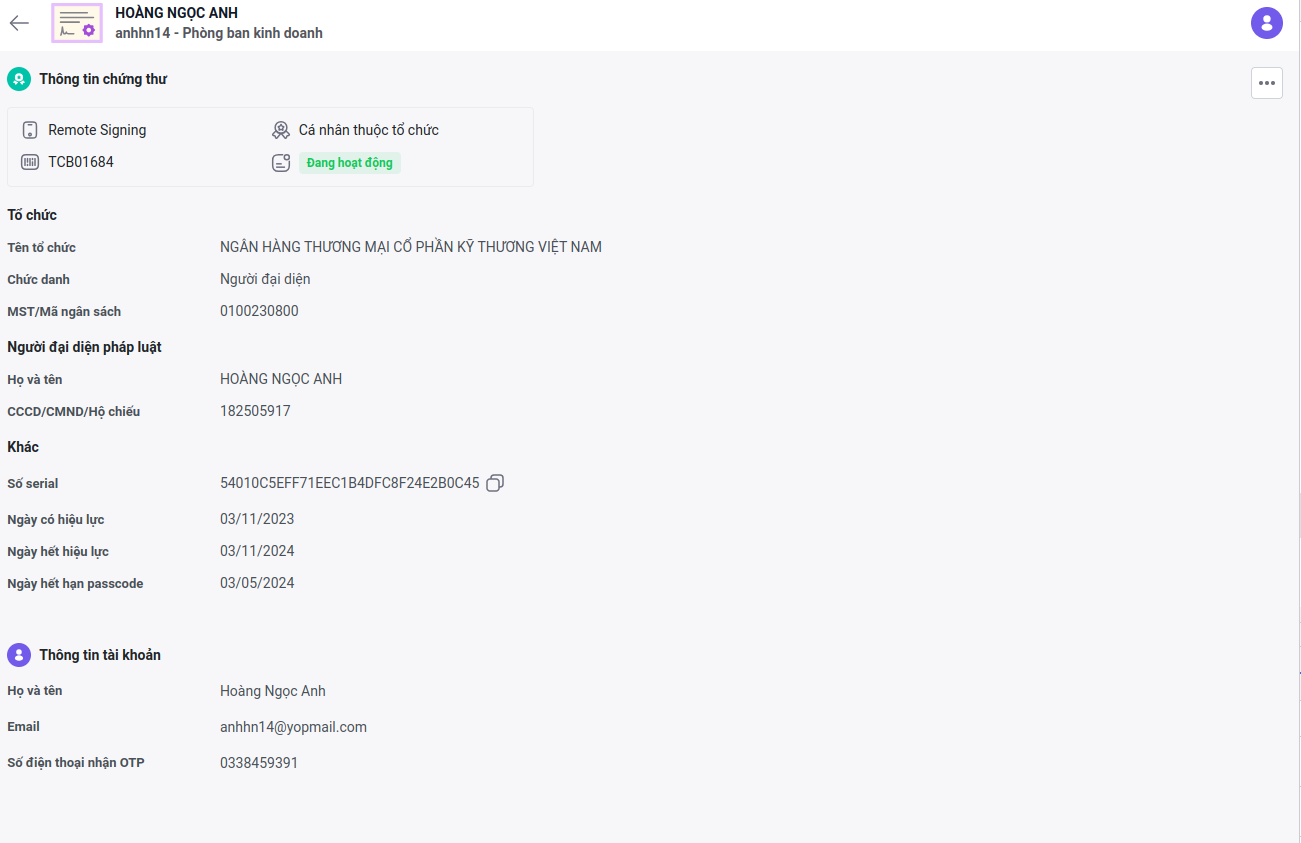 HOÀNG NGỌC ANH
anhhn14 - Phòng ban kinh doanh
Thông tin chứng thư
Remote Signing
Cá nhân thuộc tổ chức
TCB01684
Đang hoạt động
Tổ chức
Tên tổ chức NGÂN HÀNG THƯƠNG MẠI CỔ PHẦN KỸ THƯƠNG VIỆT NAM
Chức danh Người đại diện
MST/Mã ngân sách 0100230800
Người đại diện pháp luật
Họ và tên HOÀNG NGỌC ANH
CCCD/CMND/Hộ chiếu 182505917
Khác
Số serial 54010C5EFF71EEC1B4DFC8F24E2B0C45
Ngày có hiệu lực 03/11/2023
Ngày hết hiệu lực 03/11/2024
Ngày hết hạn passcode 03/05/2024
Thông tin tài khoản
Họ và tên Hoàng Ngọc Anh
Email anhhn14@yopmail.com
Số điện thoại nhận OTP 0338459391